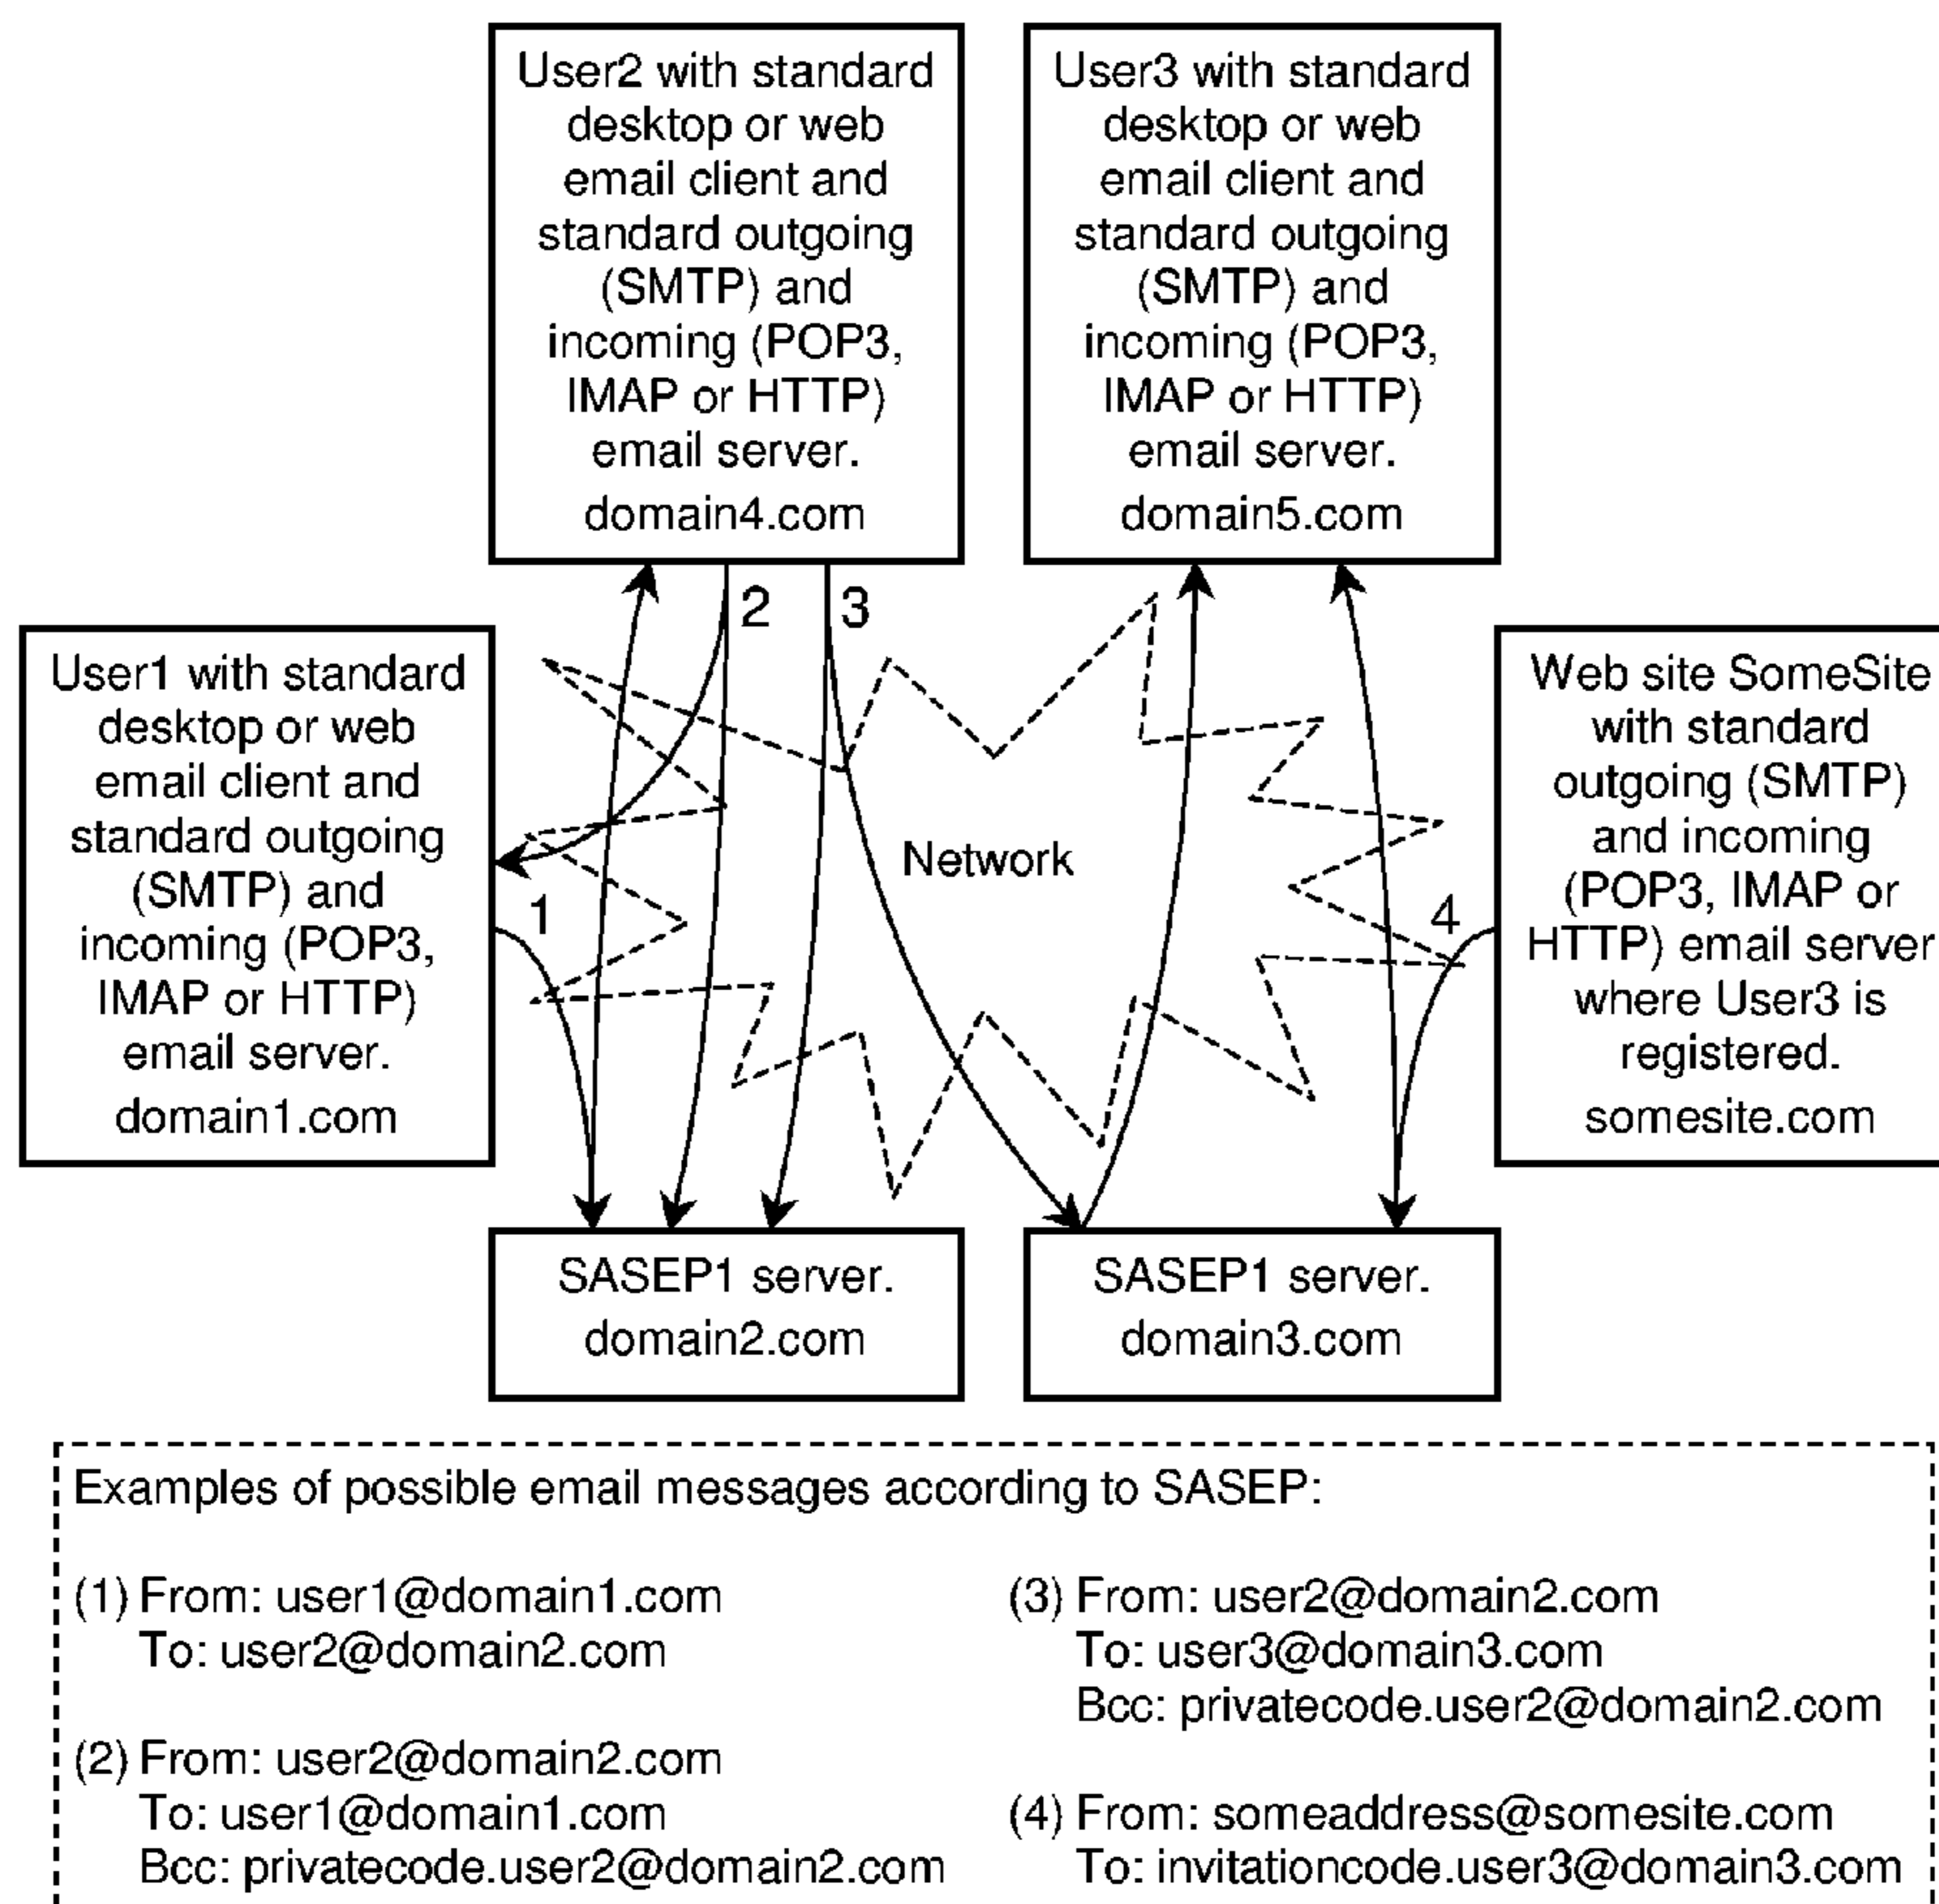 User2 with standard
desktop or web
email client and
standard outgoing
(SMTP) and
incoming (POP3,
IMAP or HTTP)
email server.
domain4.com
User3 with standard
desktop or web
email client and
standard outgoing
(SMTP) and
incoming (POP3,
IMAP or HTTP)
email server.
domain5.com
2
3
User1 with standard
desktop or web
email client and
standard outgoing
(SMTP) and
incoming (POP3,
IMAP or HTTP)
email server.
domain1.com
1
Network
4
Web site SomeSite
with standard
outgoing (SMTP)
and incoming
(POP3, IMAP or
HTTP) email server
where User3 is
registered.
somesite.com
SASEP1 server.
domain2.com
SASEP1 server.
domain3.com
Examples of possible email messages according to SASEP:
(1) From: user1@domain1.com
To: user2@domain2.com
(2) From: user2@domain2.com
To: user1@domain1.com
Bcc: privatecode.user2@domain2.com
(3) From: user2@domain2.com
To: user3@domain3.com
Bcc: privatecode.user2@domain2.com
(4) From: someaddress@somesite.com
To: invitationcode.user3@domain3.com